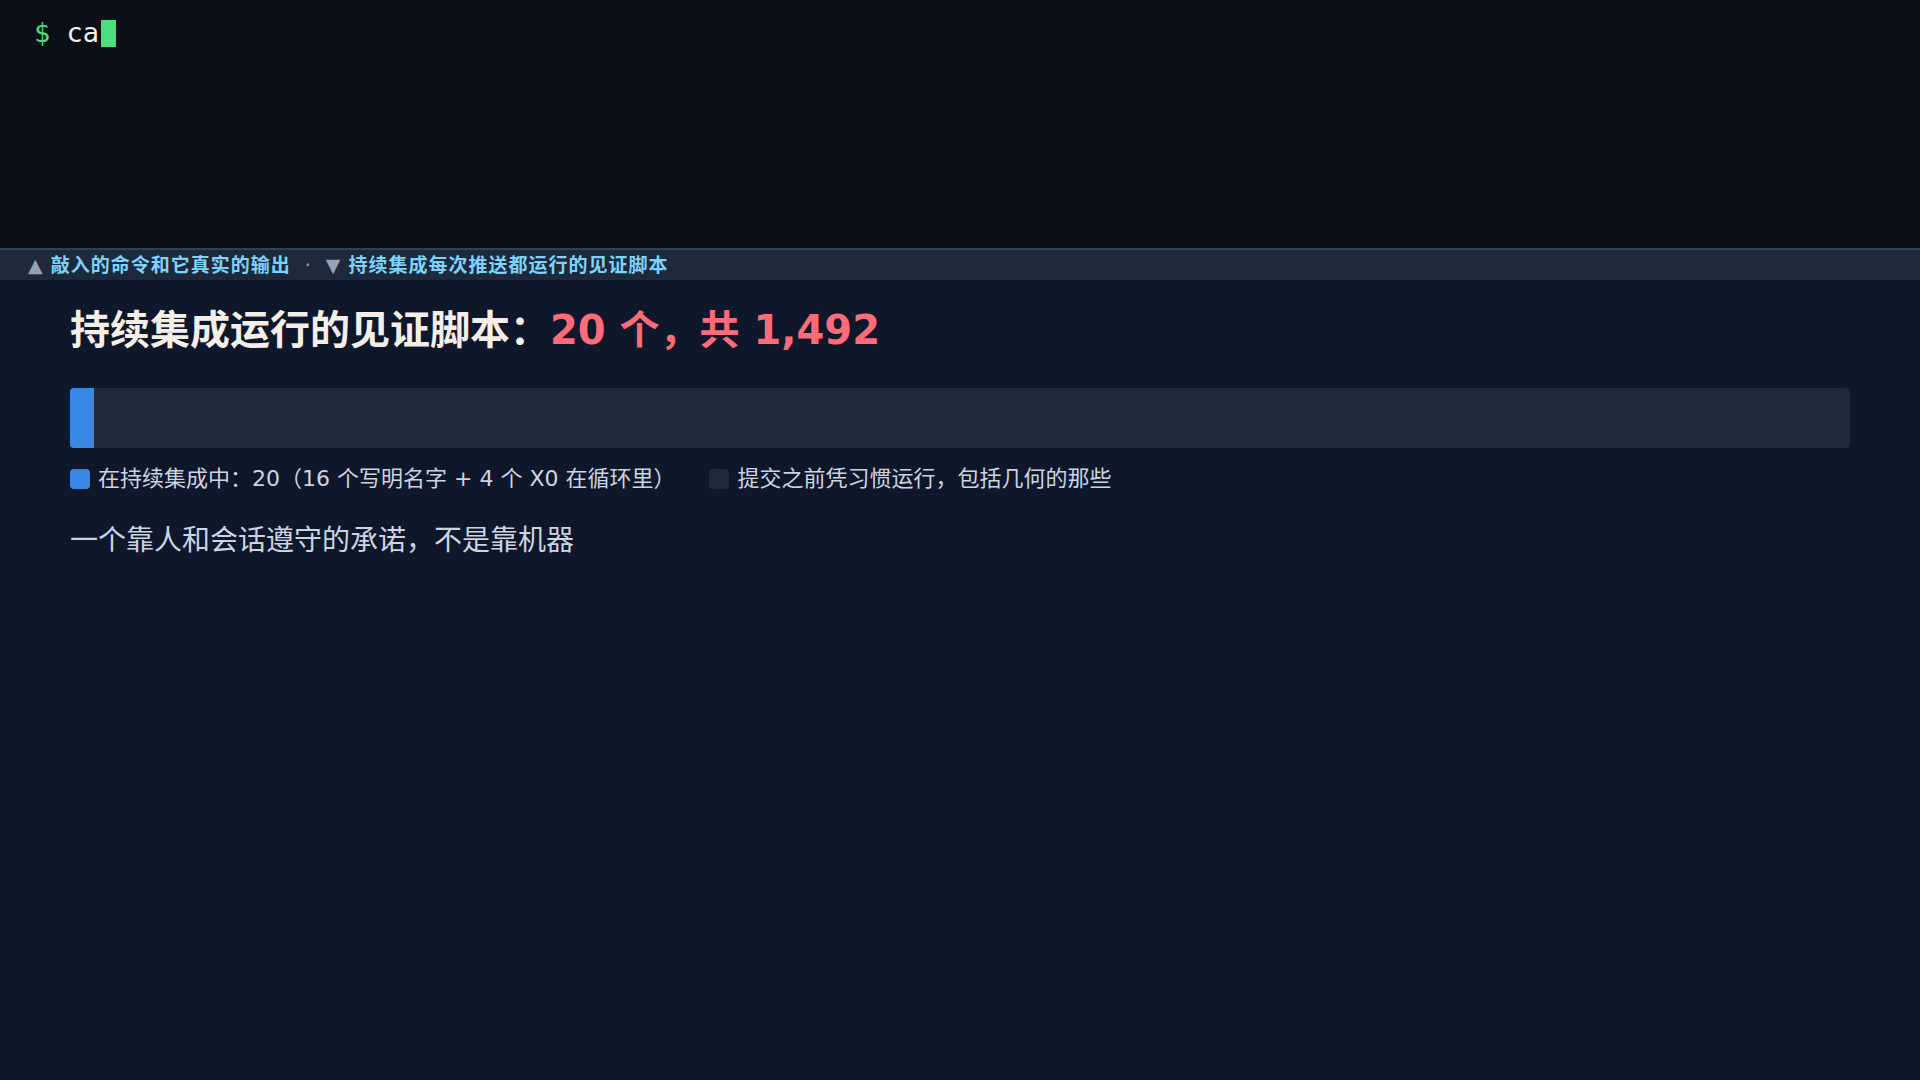 $ ca
▲ 敲入的命令和它真实的输出 · ▼ 持续集成每次推送都运行的见证脚本
持续集成运行的见证脚本：20 个，共 1,492
在持续集成中：20（16 个写明名字 + 4 个 X0 在循环里） 提交之前凭习惯运行，包括几何的那些
一个靠人和会话遵守的承诺，不是靠机器